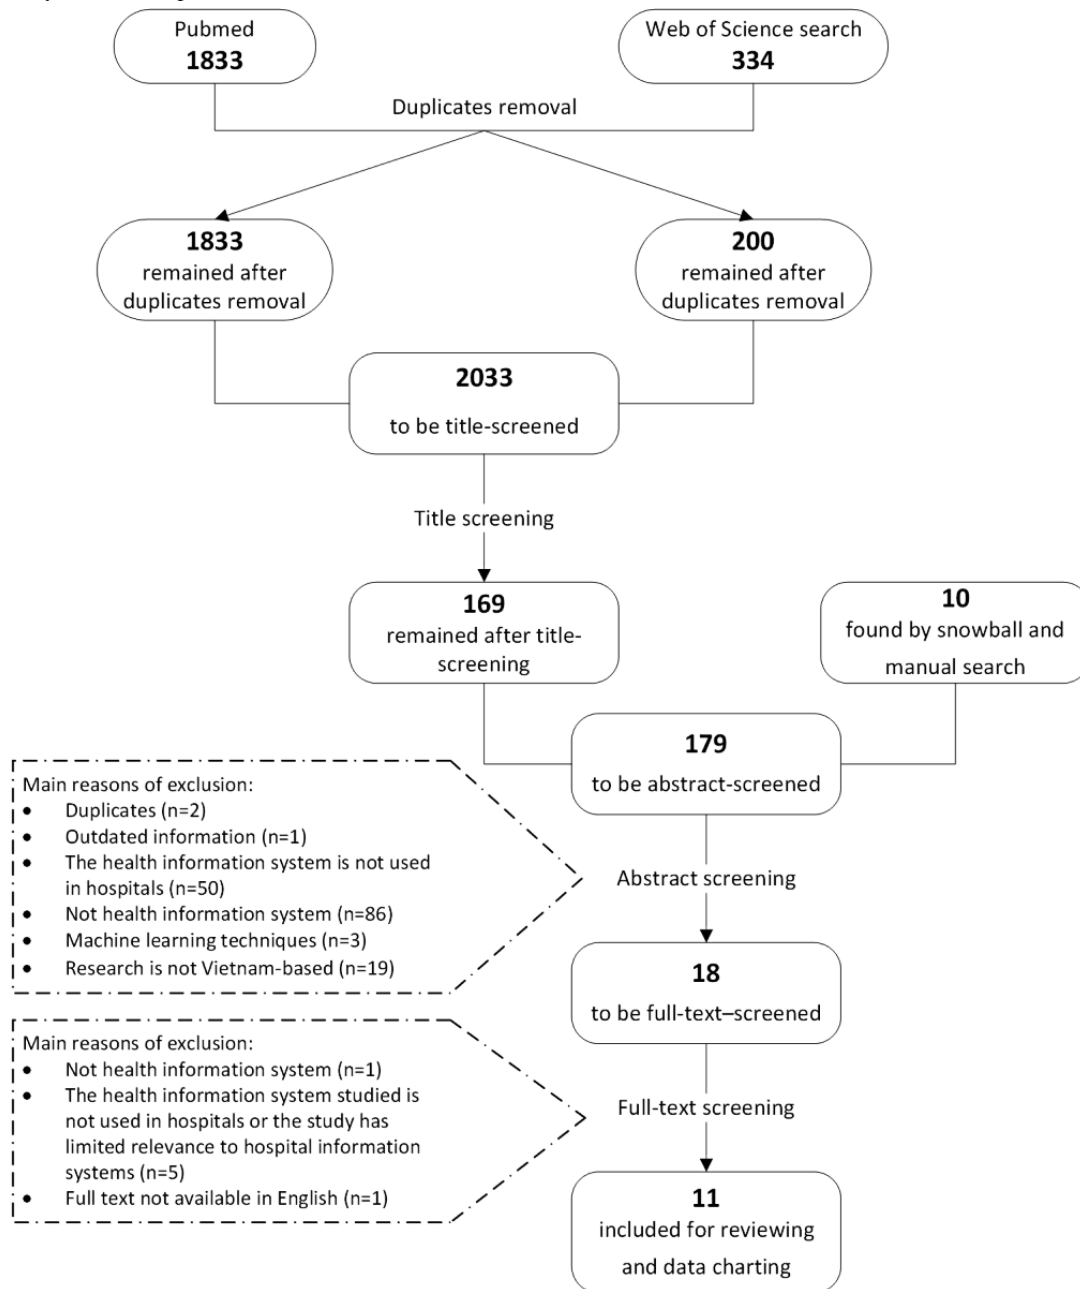 Pubmed
1833
Web of Science search
334
Duplicates removal
1833
remained after
duplicates removal
200
remained after
duplicates removal
2033
to be title-screened
Title screening
169
remained after title-
screening
10
found by snowball and
manual search
179
to be abstract-screened
Main reasons of exclusion:
• Duplicates (n=2)
• Outdated information (n=1)
• The health information system is not used
in hospitals (n=50)
• Not health information system (n=86)
• Machine learning techniques (n=3)
• Research is not Vietnam-based (n=19)
Abstract screening
18
to be full-text–screened
Main reasons of exclusion:
• Not health information system (n=1)
• The health information system studied is
not used in hospitals or the study has
limited relevance to hospital information
systems (n=5)
• Full text not available in English (n=1)
Full-text screening
11
included for reviewing
and data charting